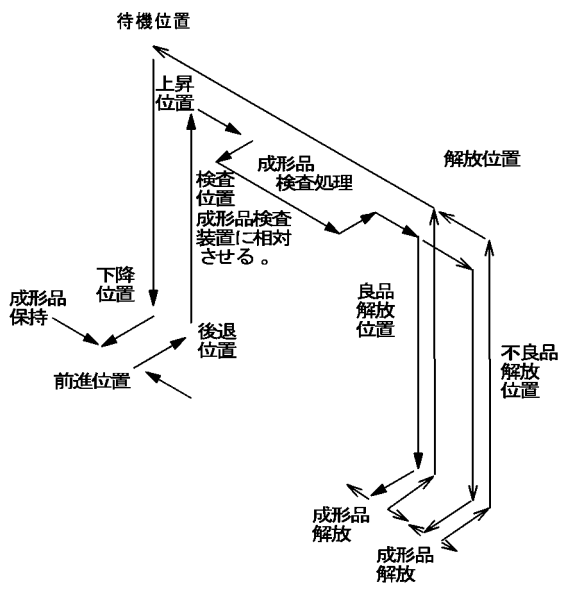 待機位置
上昇
位置
成形品
検査処理
解放位置
検査
位置
成形品検査
装置に相対
させる。
下降
位置
成形品
保持
良品
解放
位置
後退
位置
不良品
解放
位置
前進位置
成形品
解放
成形品
解放